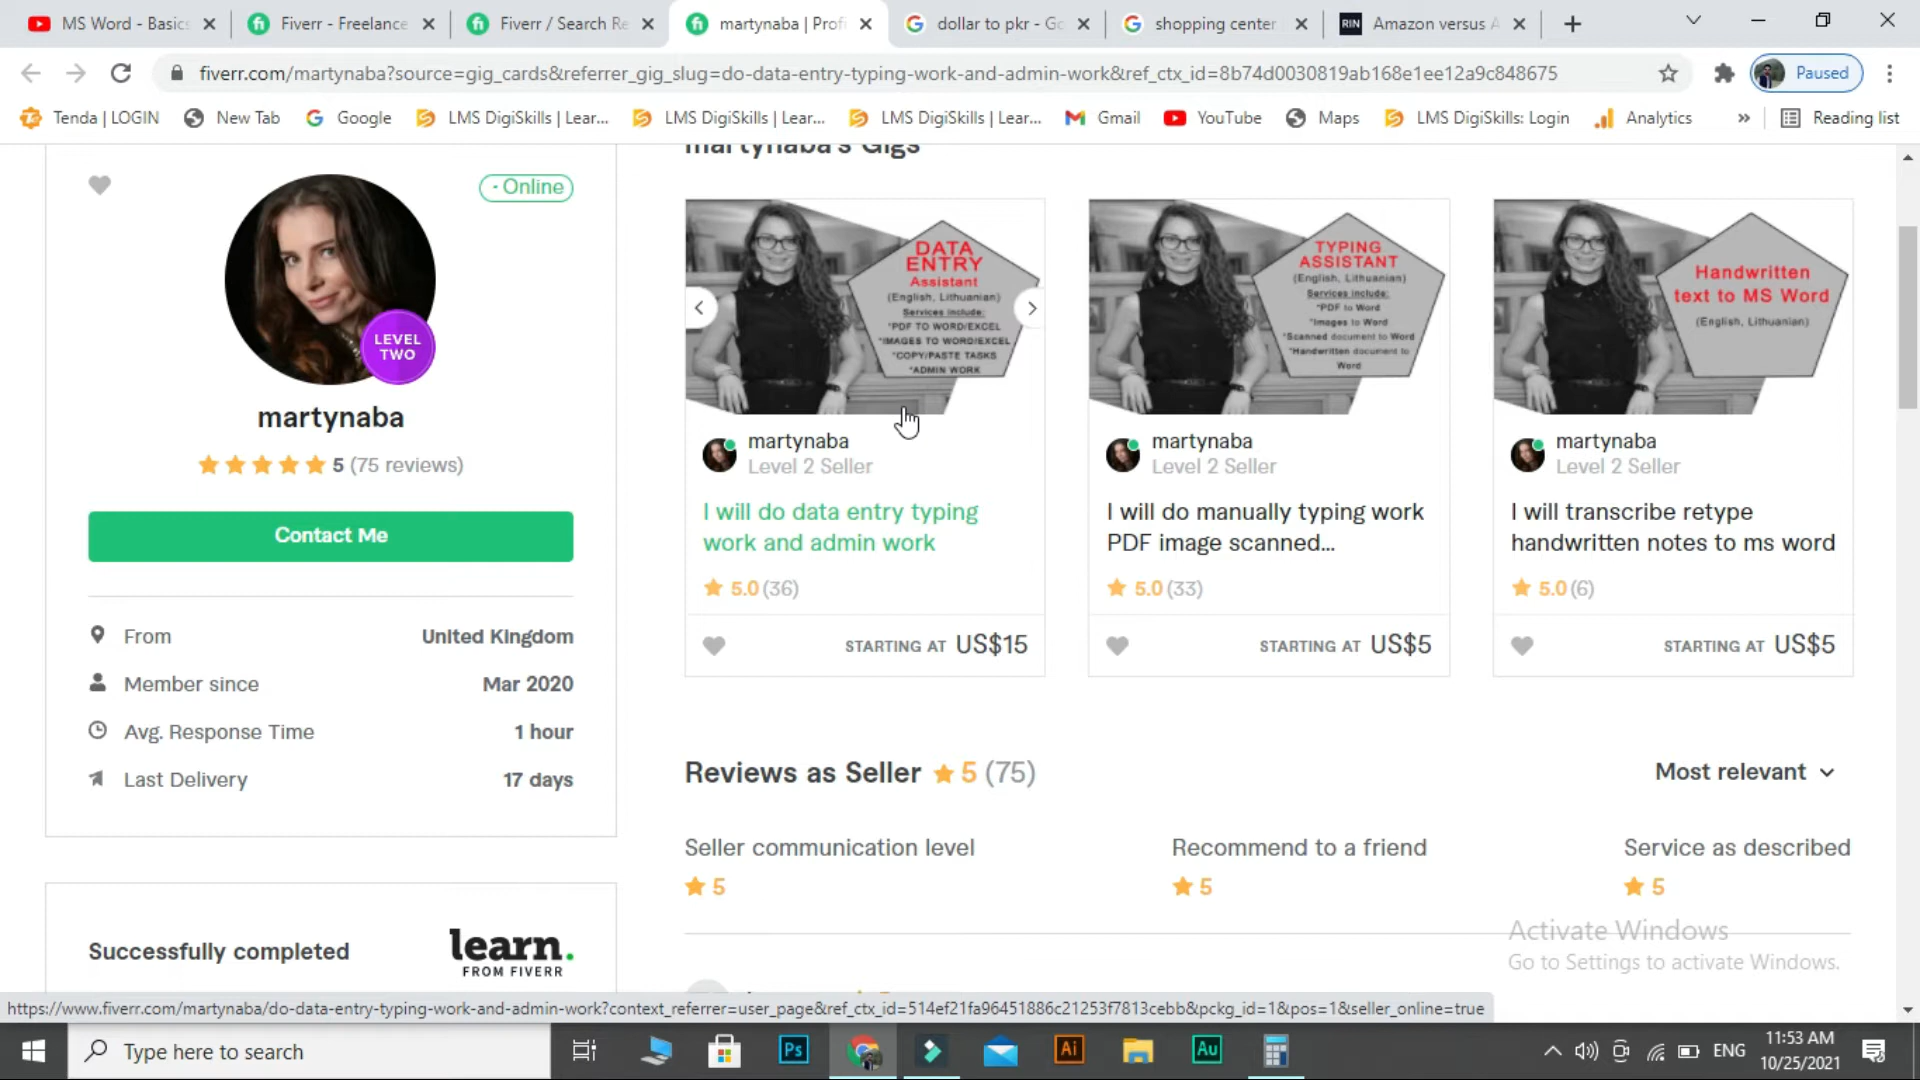 MS Word - Basics
Fiverr - Freelance
Fiverr / Search Re
martynaba | Profi
dollar to pkr - Go
shopping center
RIN
Amazon versus A
fiverr.com/martynaba?source=gig_cards&referrer_gig_slug=do-data-entry-typing-work-and-admin-work&ref_ctx_id=8b74d0030819ab168e1ee12a9c848675
Paused
Tenda | LOGIN
New Tab
Google
LMS DigiSkills | Lear...
LMS DigiSkills | Lear...
LMS DigiSkills | Lear...
Gmail
YouTube
Maps
LMS DigiSkills: Login
Analytics
»
Reading list
martynaba's Gigs
· Online
LEVEL
TWO
martynaba
5 (75 reviews)
Contact Me
From
United Kingdom
Member since
Mar 2020
Avg. Response Time
1 hour
Last Delivery
17 days
Successfully completed
learn.
FROM FIVERR
DATA
ENTRY
Assistant
(English, Lithuanian)
Services include:
*PDF TO WORD/EXCEL
*IMAGES TO WORD/EXCEL
*COPY/PASTE TASKS
*ADMIN WORK
martynaba
Level 2 Seller
I will do data entry typing
work and admin work
5.0 (36)
STARTING AT US$15
TYPING
ASSISTANT
(English, Lithuanian)
Services include:
*PDF to Word
*Images to Word
*Scanned document to Word
*Handwritten document to
Word
martynaba
Level 2 Seller
I will do manually typing work
PDF image scanned...
5.0 (33)
STARTING AT US$5
Handwritten
text to MS Word
(English, Lithuanian)
martynaba
Level 2 Seller
I will transcribe retype
handwritten notes to ms word
5.0 (6)
STARTING AT US$5
Reviews as Seller 5 (75)
Most relevant
Seller communication level
5
Recommend to a friend
5
Service as described
5
Activate Windows
Go to Settings to activate Windows.
https://www.fiverr.com/martynaba/do-data-entry-typing-work-and-admin-work?context_referrer=user_page&ref_ctx_id=514ef21fa96451886c21253f7813cebb&pckg_id=1&pos=1&seller_online=true
Type here to search
Ps
Ai
Au
ENG
11:53 AM
10/25/2021